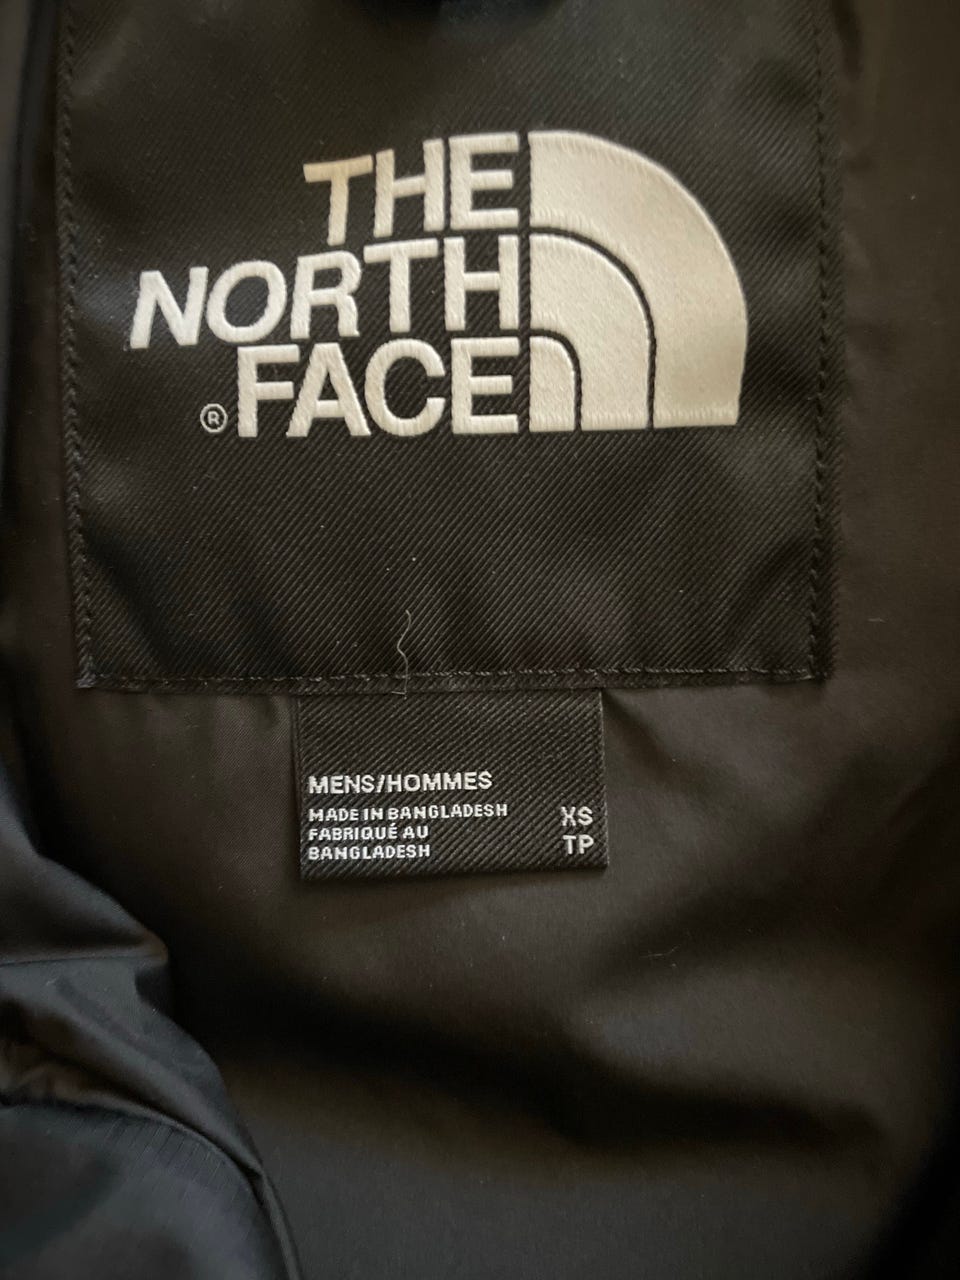 THE
NORTH
FACE
®
MENS/HOMMES
MADE IN BANGLADESH
FABRIQUÉ AU
BANGLADESH
XS
TP